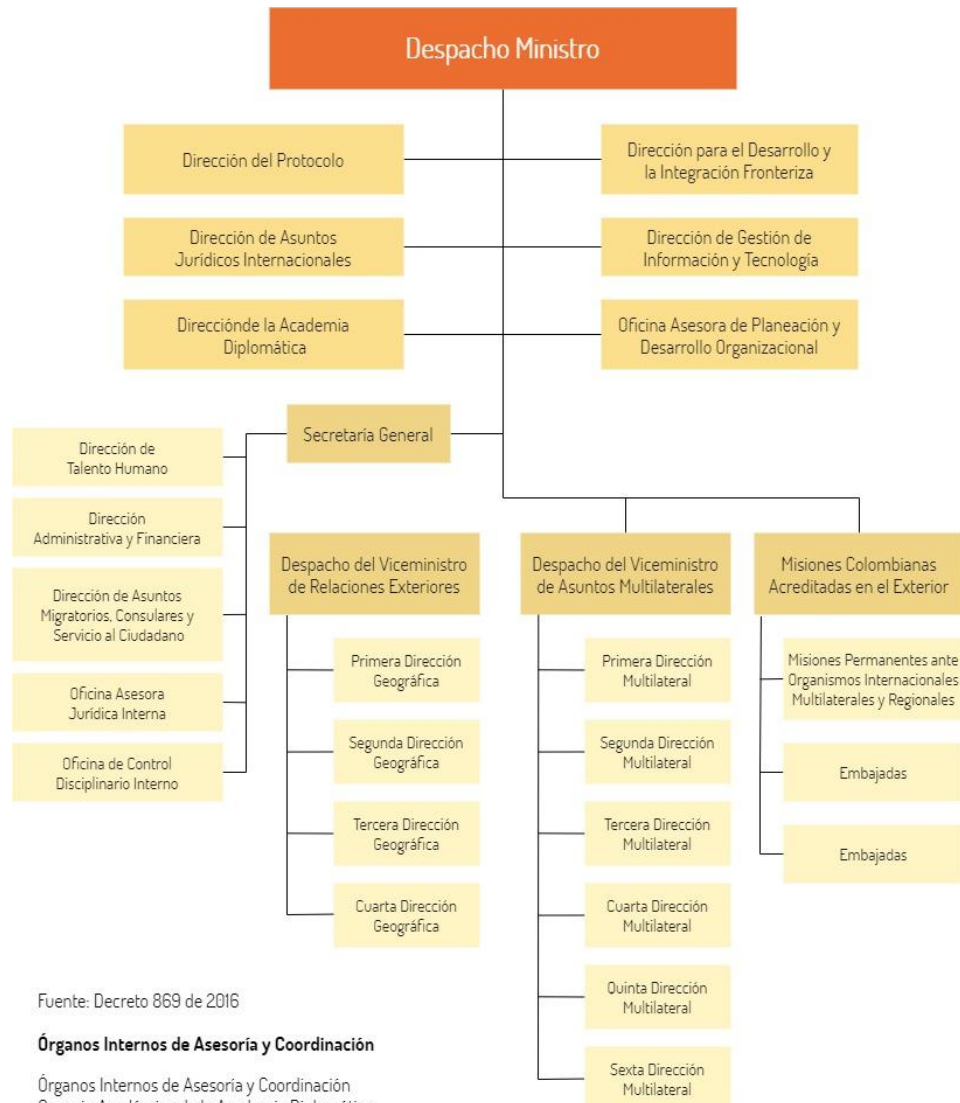 Despacho Ministro
Dirección del Protocolo
Dirección para el Desarrollo y
la Integración Fronteriza
Dirección de Asuntos
Jurídicos Internacionales
Dirección de Gestión de
Información y Tecnología
Direcciónde la Academia
Diplomática
Oficina Asesora de Planeación y
Desarrollo Organizacional
Secretaría General
Dirección de
Talento Humano
Dirección
Administrativa y Financiera
Dirección de Asuntos
Migratorios, Consulares y
Servicio al Ciudadano
Oficina Asesora
Jurídica Interna
Oficina de Control
Disciplinario Interno
Despacho del Viceministro
de Relaciones Exteriores
Primera Dirección
Geográfica
Segunda Dirección
Geográfica
Tercera Dirección
Geográfica
Cuarta Dirección
Geográfica
Despacho del Viceministro
de Asuntos Multilaterales
Primera Dirección
Multilateral
Segunda Dirección
Multilateral
Tercera Dirección
Multilateral
Cuarta Dirección
Multilateral
Quinta Dirección
Multilateral
Sexta Dirección
Multilateral
Misiones Colombianas
Acreditadas en el Exterior
Misiones Permanentes ante
Organismos Internacionales
Multilaterales y Regionales
Embajadas
Embajadas
Fuente: Decreto 869 de 2016
Órganos Internos de Asesoría y Coordinación
Órganos Internos de Asesoría y Coordinación